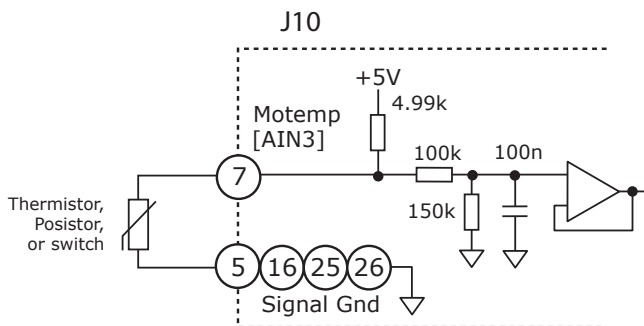 J10
+5V
4.99k
Motemp
[AIN3]
100k
100n
7
150k
Thermistor,
Posistor,
or switch
5 16 25 26
Signal Gnd